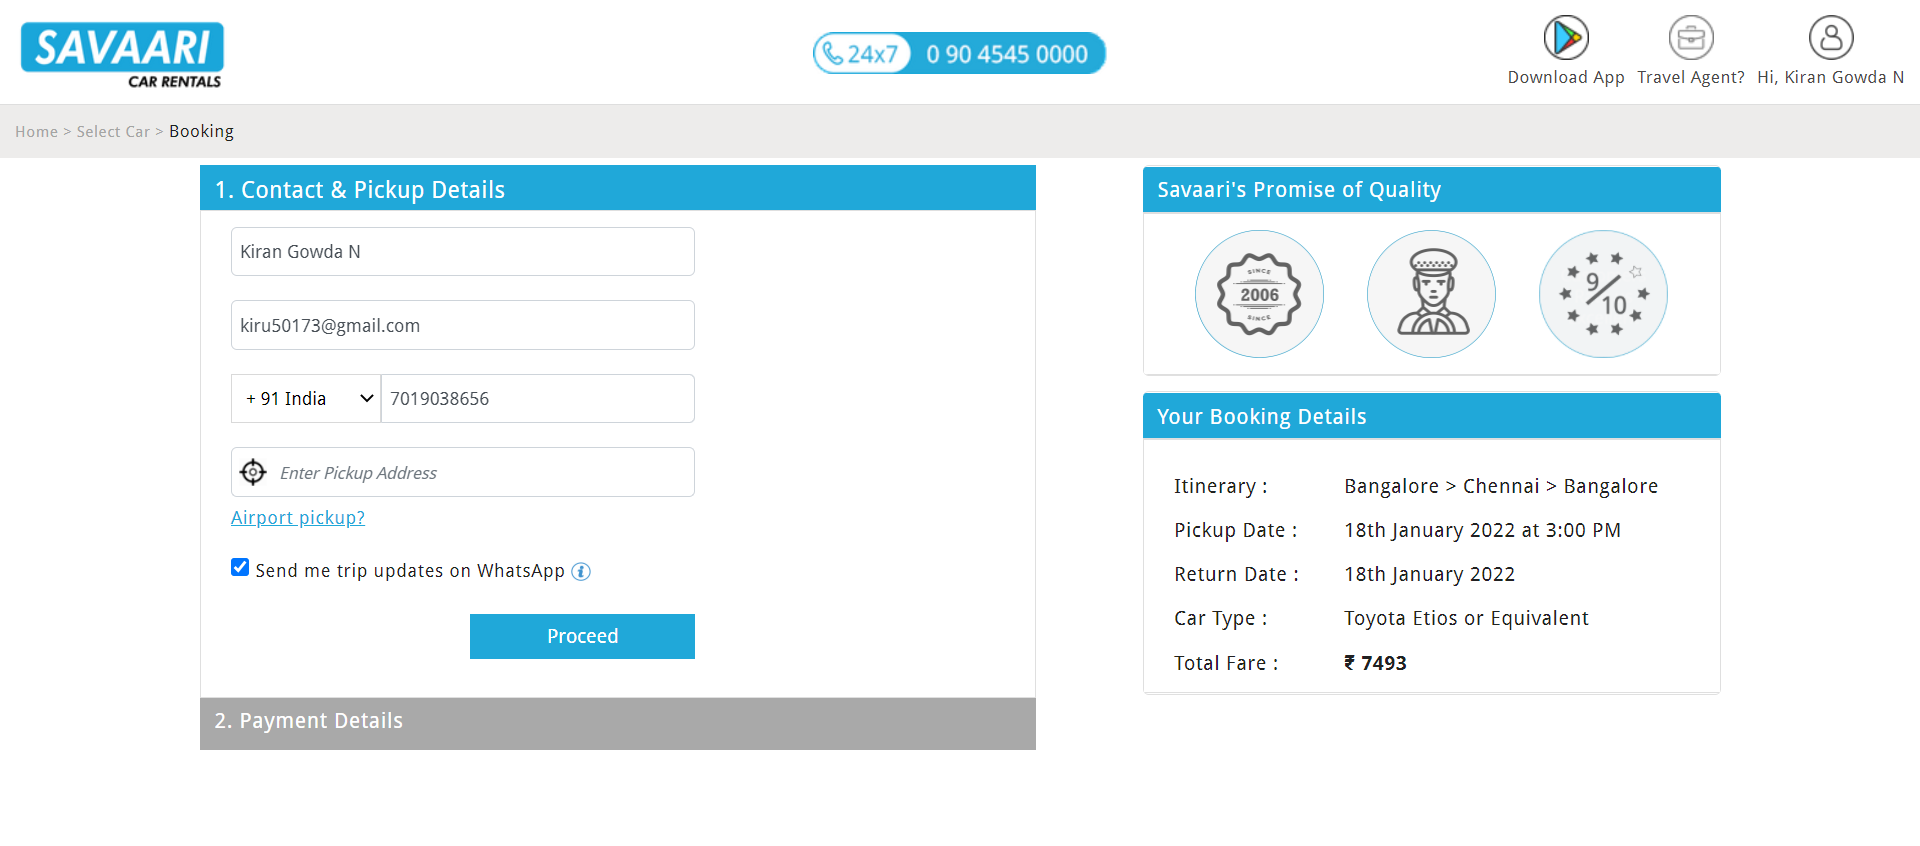 SAVAARI
CAR RENTALS
24x7 0 90 4545 0000
Download App
Travel Agent?
Hi, Kiran Gowda N
Home > Select Car > Booking
1. Contact & Pickup Details
Kiran Gowda N
kiru50173@gmail.com
+ 91 India 7019038656
Enter Pickup Address
Airport pickup?
Send me trip updates on WhatsApp
Proceed
2. Payment Details
Savaari's Promise of Quality
SINCE
2006
SINCE
9/10
Your Booking Details
Itinerary : Bangalore > Chennai > Bangalore
Pickup Date : 18th January 2022 at 3:00 PM
Return Date : 18th January 2022
Car Type : Toyota Etios or Equivalent
Total Fare : ₹ 7493